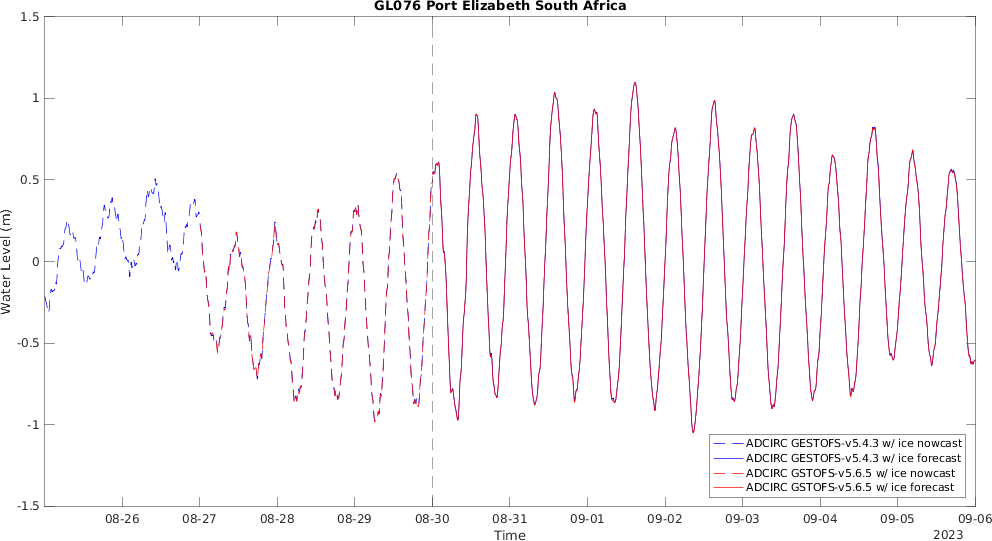 GL076 Port Elizabeth South Africa
1.5
1
0.5
0
-0.5
-1
-1.5
Water Level (m)
ADCIRC GESTOFS-v5.4.3 w/ ice nowcast
ADCIRC GESTOFS-v5.4.3 w/ ice forecast
ADCIRC GSTOFS-v5.6.5 w/ ice nowcast
ADCIRC GSTOFS-v5.6.5 w/ ice forecast
08-26 08-27 08-28 08-29 08-30 08-31 09-01 09-02 09-03 09-04 09-05 09-06
Time
2023